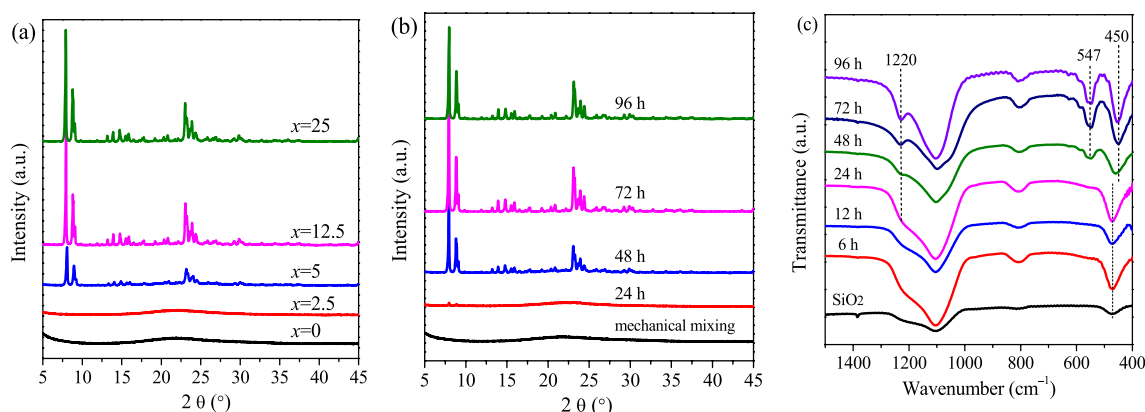 (a)
x=25
x=12.5
x=5
x=2.5
x=0
Intensity (a.u.)
5 10 15 20 25 30 35 40 45
2 θ (°)
(b)
96 h
72 h
48 h
24 h
mechanical mixing
Intensity (a.u.)
5 10 15 20 25 30 35 40 45
2 θ (°)
(c)
1220
547
450
96 h
72 h
48 h
24 h
12 h
6 h
SiO2
Transmittance (a.u.)
1400 1200 1000 800 600 400
Wavenumber (cm⁻¹)